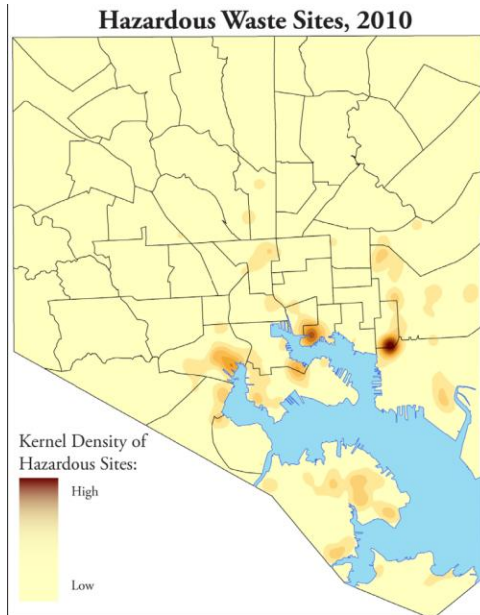 Hazardous Waste Sites, 2010
Kernel Density of
Hazardous Sites:
High
Low